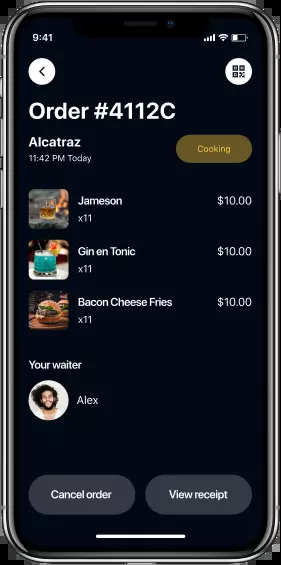 9:41
Order #4112C
Alcatraz
11:42 PM Today
Cooking
Jameson
$10.00
x11
Gin en Tonic
$10.00
x11
Bacon Cheese Fries
$10.00
x11
Your waiter
Alex
Cancel order
View receipt